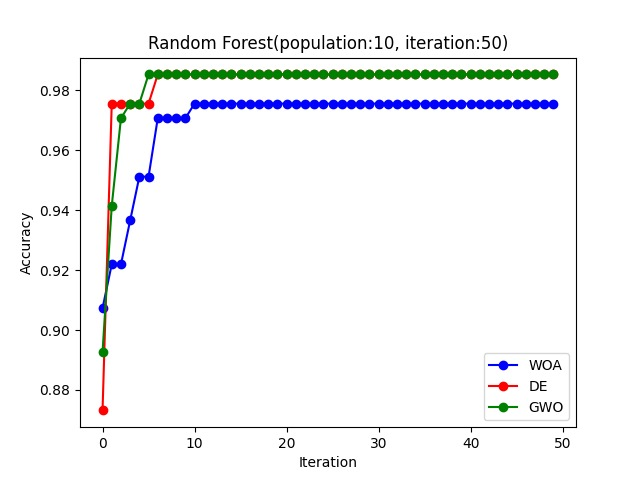 Random Forest(population:10, iteration:50)
Accuracy
0.98
0.96
0.94
0.92
0.90
0.88
0 10 20 30 40 50
Iteration
WOA
DE
GWO